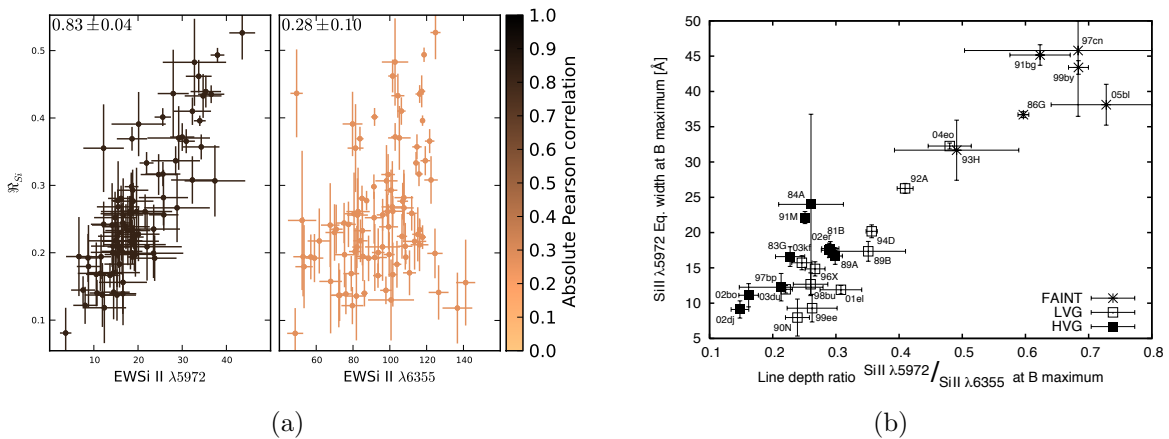 0.83±0.04
0.28±0.10
ℜSi
0.5
0.4
0.3
0.2
0.1
10 20 30 40
EWSi II λ5972
60 80 100 120 140
EWSi II λ6355
1.0
0.9
0.8
0.7
0.6
0.5
0.4
0.3
0.2
0.1
0.0
Absolute Pearson correlation
(a)
SiII λ5972 Eq. width at B maximum [Å]
50
45
40
35
30
25
20
15
10
5
0
97cn
91bg
99by
05bl
86G
04eo
93H
92A
84A
91M
81B
02er
94D
83G
03kf
89A
89B
96X
97bp
02bo
03du
98bu
01el
02dj
99ee
90N
FAINT
LVG
HVG
0.1 0.2 0.3 0.4 0.5 0.6 0.7 0.8
Line depth ratio SiII λ5972/SiII λ6355 at B maximum
(b)